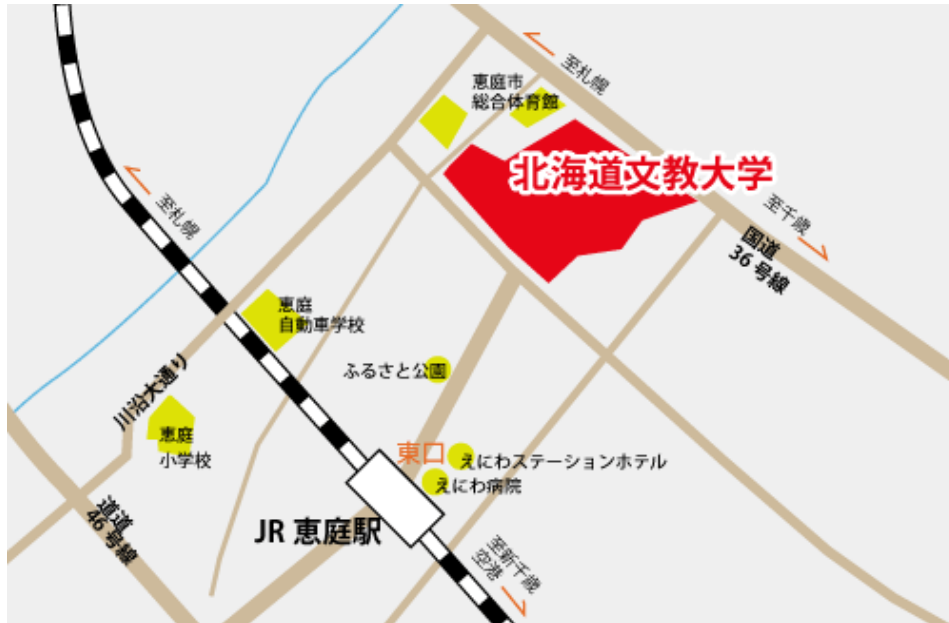 至札幌
恵庭市
総合体育館
北海道文教大学
至千歳
国道
36号線
至札幌
恵庭
自動車学校
川沿大通り
ふるさと公園
恵庭
小学校
東口
えにわステーションホテル
えにわ病院
道道
46号線
JR 恵庭駅
至新千歳
空港